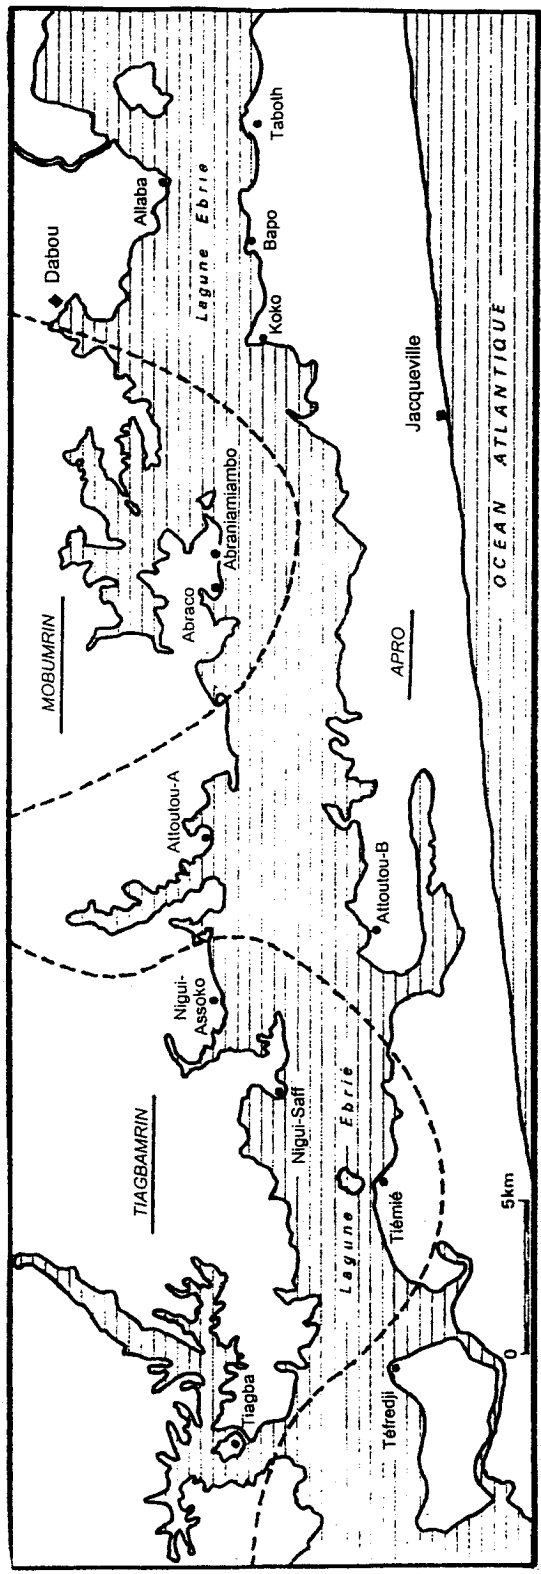 MOBUMRIN
TIAGBAMRIN
APRO
Dabou
Allaba
Lagune Ebrié
Taboth
Bapo
Koko
Abraniamiambo
Abraco
Attoutou-A
Nigui-
Assoko
Nigui-Saff
Tiagba
Attoutou-B
Lagune Ebrié
Tiémié
Téfredji
Jacqueville
OCEAN ATLANTIQUE
0
5km